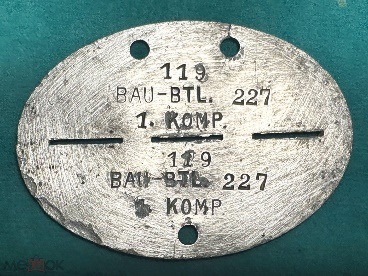 119
BAU-BTL. 227
1. KOMP.
119
BAU-BTL. 227
1. KOMP